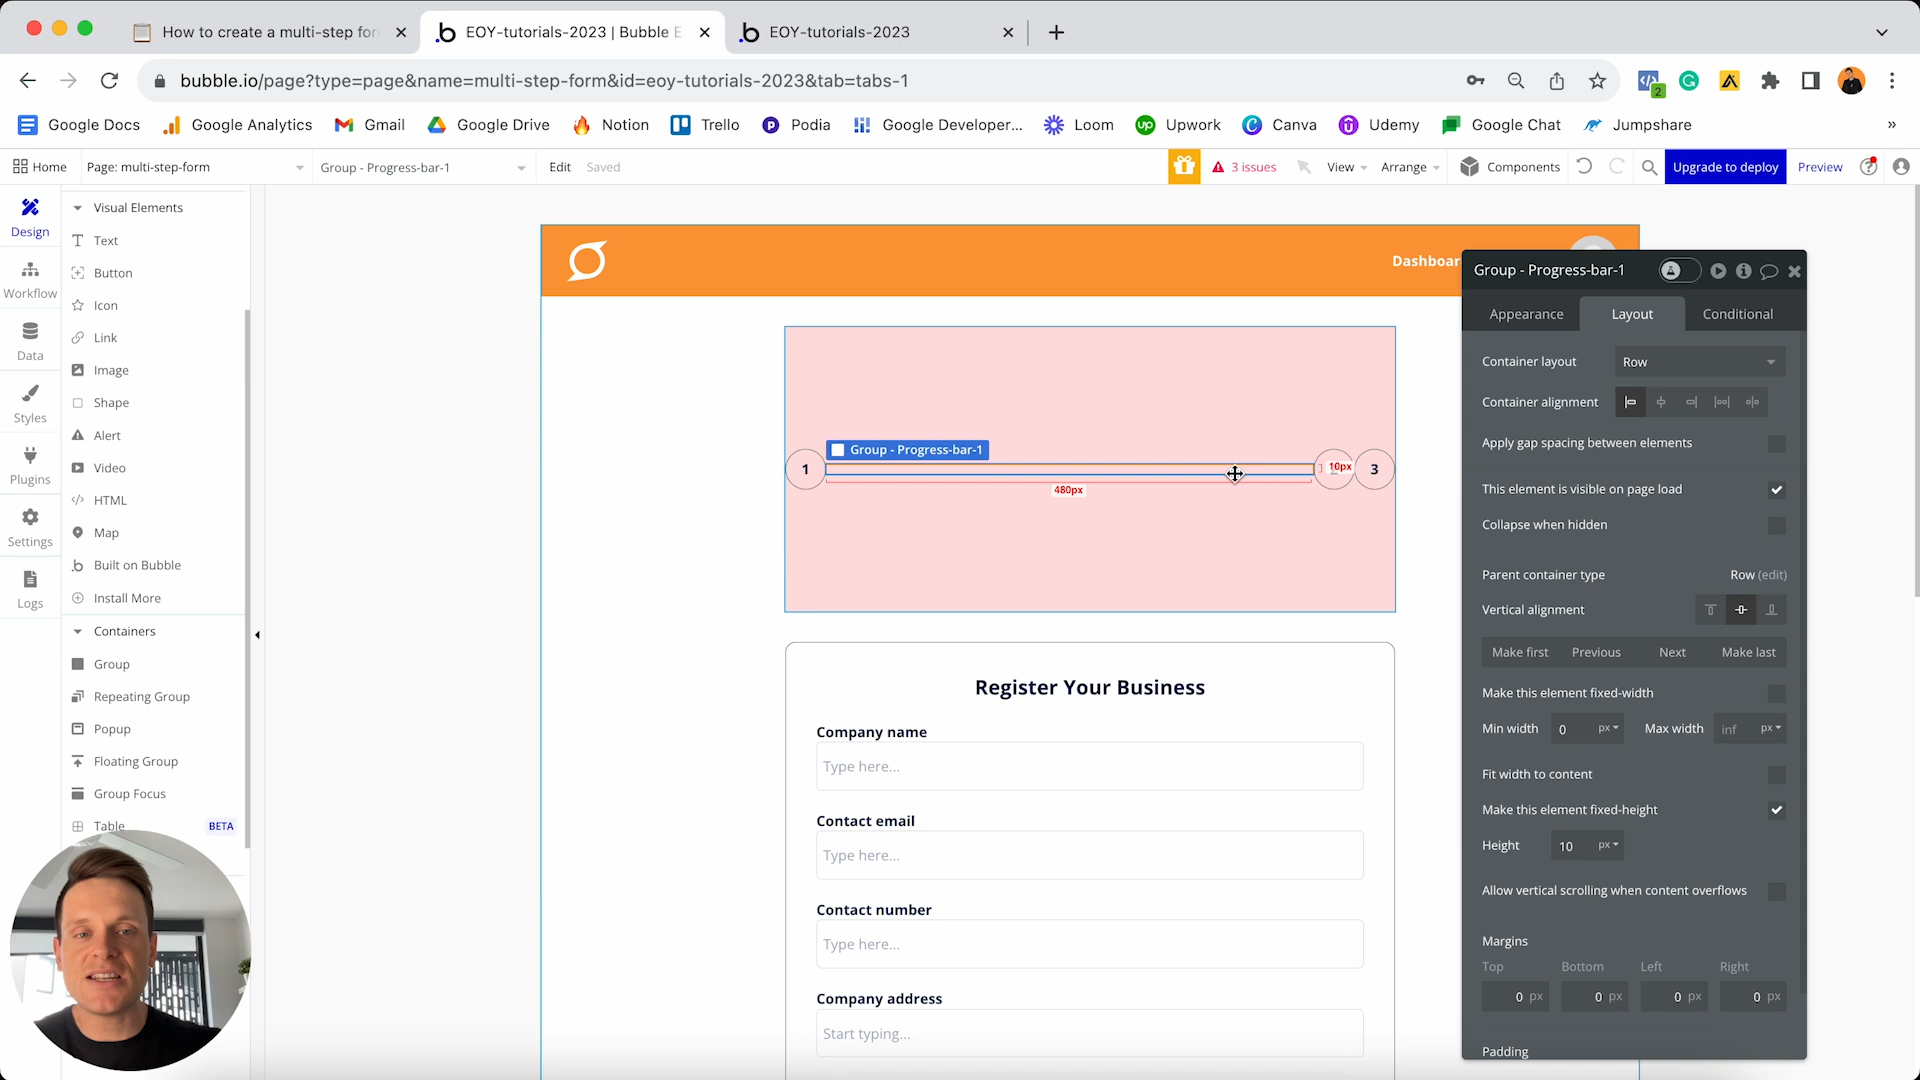 How to create a multi-step for
EOY-tutorials-2023 | Bubble E
EOY-tutorials-2023
bubble.io/page?type=page&name=multi-step-form&id=eoy-tutorials-2023&tab=tabs-1
2
Google Docs
Google Analytics
Gmail
Google Drive
Notion
Trello
Podia
Google Developer...
Loom
Upwork
Canva
Udemy
Google Chat
Jumpshare
»
Home
Page: multi-step-form
Group - Progress-bar-1
Edit
Saved
3 issues
View
Arrange
Components
Upgrade to deploy
Preview
Design
Workflow
Data
Styles
Plugins
Settings
Logs
Visual Elements
Text
Button
Icon
Link
Image
Shape
Alert
Video
HTML
Map
Built on Bubble
Install More
Containers
Group
Repeating Group
Popup
Floating Group
Group Focus
Table
BETA
Dashboar
Group - Progress-bar-1
1
10px
3
480px
Register Your Business
Company name
Type here...
Contact email
Type here...
Contact number
Type here...
Company address
Start typing...
Group - Progress-bar-1
Appearance
Layout
Conditional
Container layout
Row
Container alignment
Apply gap spacing between elements
This element is visible on page load
Collapse when hidden
Parent container type
Row (edit)
Vertical alignment
Make first
Previous
Next
Make last
Make this element fixed-width
Min width
0
px
Max width
inf
px
Fit width to content
Make this element fixed-height
Height
10
px
Allow vertical scrolling when content overflows
Margins
Top
Bottom
Left
Right
0 px
0 px
0 px
0 px
Padding